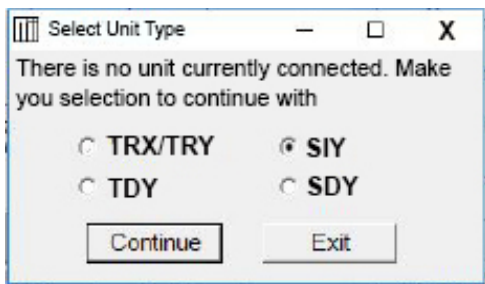 Select Unit Type
There is no unit currently connected. Make
you selection to continue with
TRX/TRY SIY
TDY SDY
Continue Exit